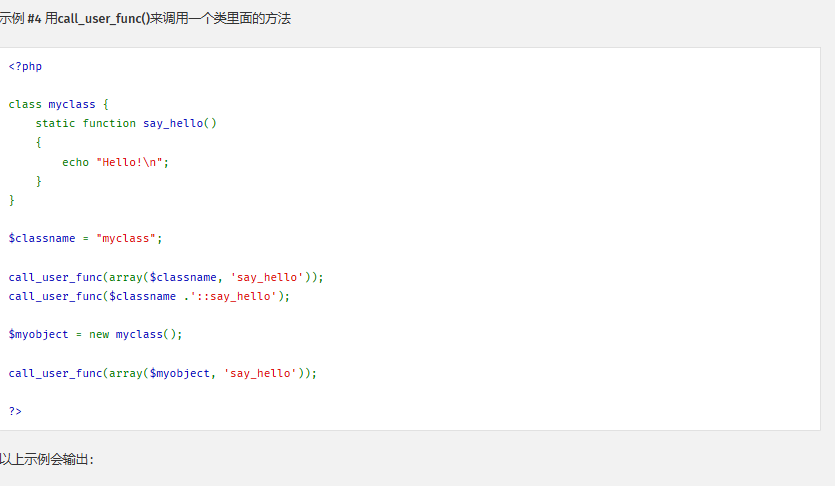 示例 #4 用call_user_func()来调用一个类里面的方法
<?php
class myclass {
    static function say_hello()
    {
        echo "Hello!\n";
    }
}
$classname = "myclass";
call_user_func(array($classname, 'say_hello'));
call_user_func($classname .'::say_hello');
$myobject = new myclass();
call_user_func(array($myobject, 'say_hello'));
?>
以上示例会输出：